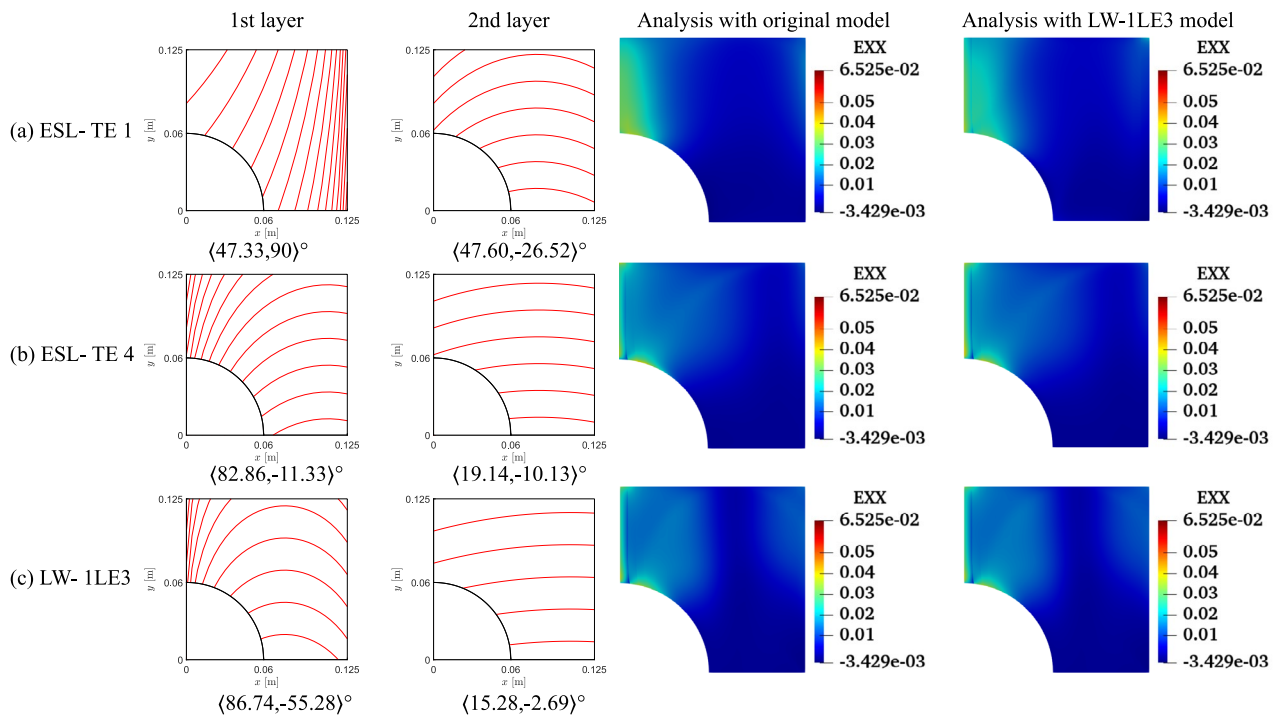 1st layer
2nd layer
Analysis with original model
Analysis with LW-1LE3 model
(a) ESL- TE 1
0.125
0.06
0
y [m]
0
0.06
0.125
x [m]
⟨47.33,90⟩°
0.125
0.06
0
y [m]
0
0.06
0.125
x [m]
⟨47.60,-26.52⟩°
EXX
6.525e-02
0.05
0.04
0.03
0.02
0.01
-3.429e-03
EXX
6.525e-02
0.05
0.04
0.03
0.02
0.01
-3.429e-03
(b) ESL- TE 4
0.125
0.06
0
y [m]
0
0.06
0.125
x [m]
⟨82.86,-11.33⟩°
0.125
0.06
0
y [m]
0
0.06
0.125
x [m]
⟨19.14,-10.13⟩°
EXX
6.525e-02
0.05
0.04
0.03
0.02
0.01
-3.429e-03
EXX
6.525e-02
0.05
0.04
0.03
0.02
0.01
-3.429e-03
(c) LW- 1LE3
0.125
0.06
0
y [m]
0
0.06
0.125
x [m]
⟨86.74,-55.28⟩°
0.125
0.06
0
y [m]
0
0.06
0.125
x [m]
⟨15.28,-2.69⟩°
EXX
6.525e-02
0.05
0.04
0.03
0.02
0.01
-3.429e-03
EXX
6.525e-02
0.05
0.04
0.03
0.02
0.01
-3.429e-03